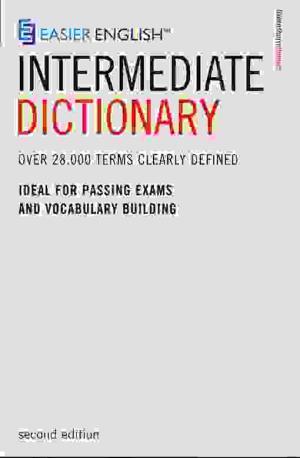 EASIER ENGLISH™
INTERMEDIATE
DICTIONARY
OVER 28,000 TERMS CLEARLY DEFINED
IDEAL FOR PASSING EXAMS
AND VOCABULARY BUILDING
second edition